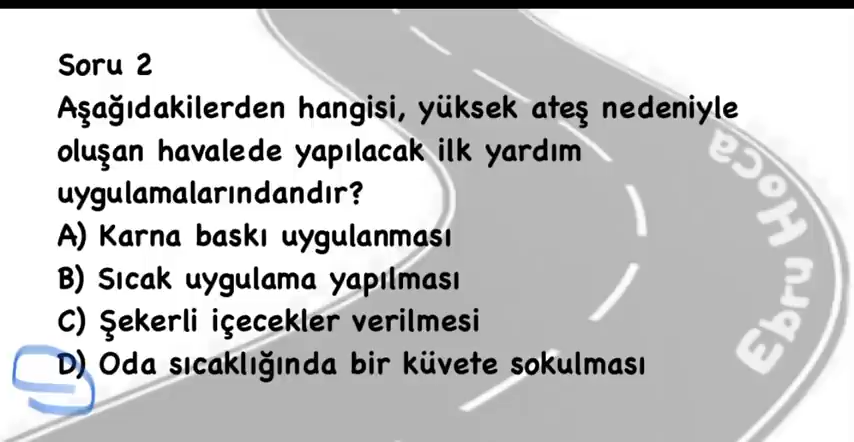 Soru 2
Aşağıdakilerden hangisi, yüksek ateş nedeniyle
oluşan havalede yapılacak ilk yardım
uygulamalarındandır?
A) Karna baskı uygulanması
B) Sıcak uygulama yapılması
C) Şekerli içecekler verilmesi
D) Oda sıcaklığında bir küvete sokulması
Ebru Hoca